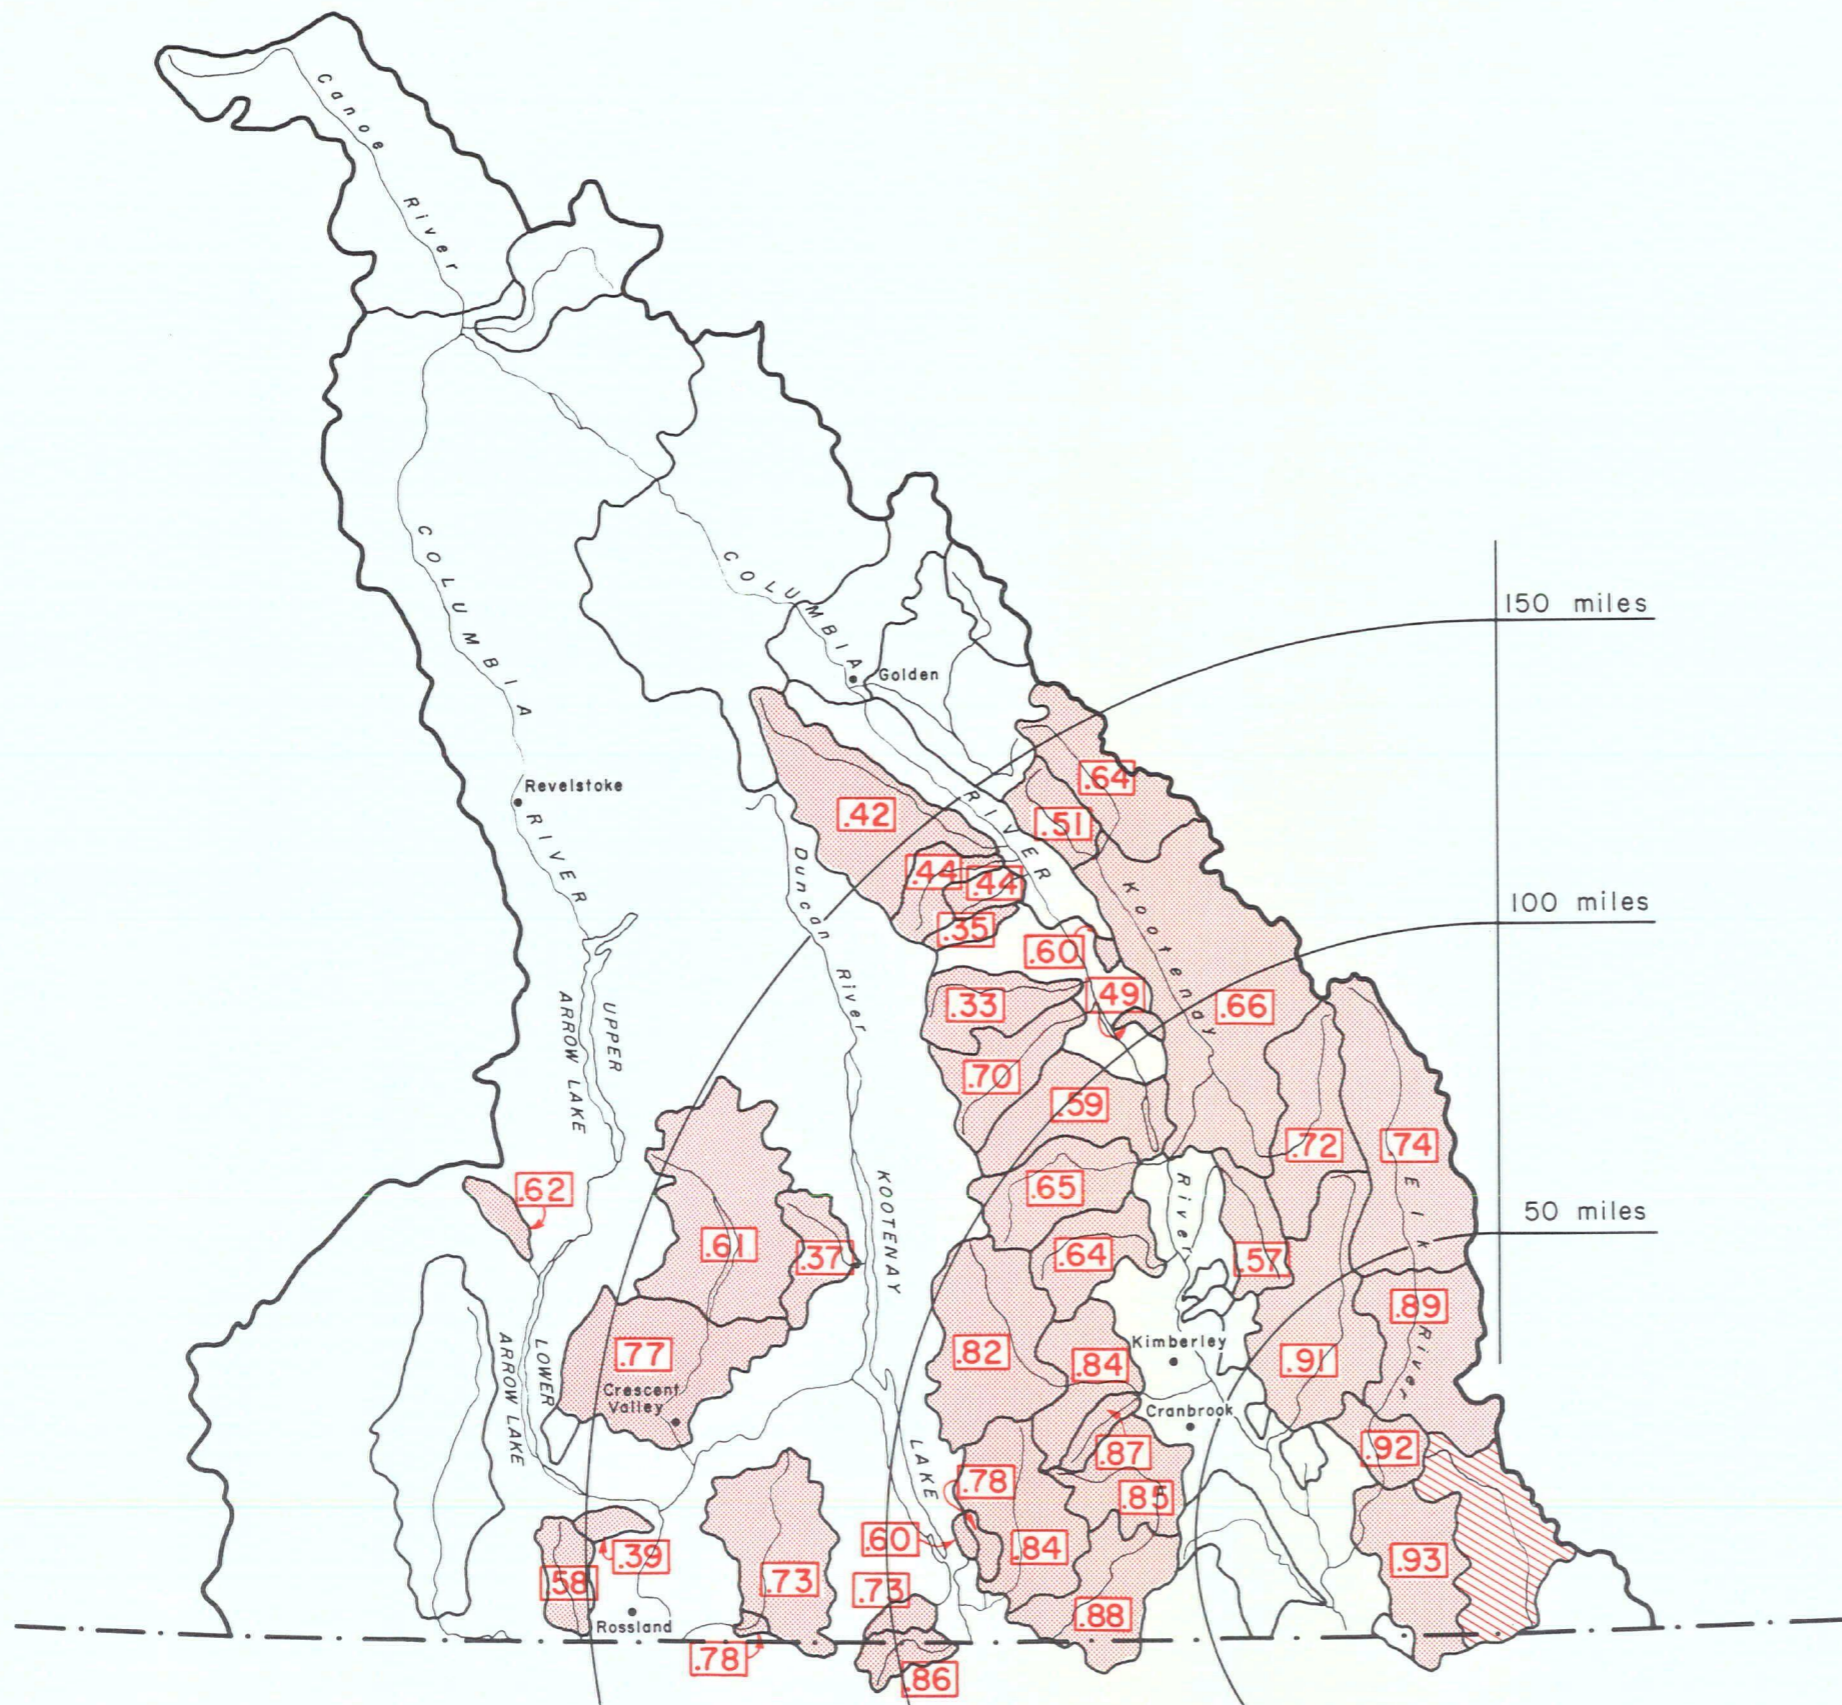 Canoe River
COLUMBIA RIVER
COLUMBIA RIVER
150 miles
Golden
.64
Revelstoke
.42
.51
.44
.44
Duncan River
Kootenay River
100 miles
.35
.60
.49
.33
.66
UPPER
ARROW LAKE
.70
.59
.72
.74
.62
.65
Elk River
50 miles
KOOTENAY LAKE
.61
.37
.64
.57
.89
LOWER
ARROW LAKE
.77
.82
Kimberley
.84
.91
Crescent
Valley
Cranbrook
.87
.92
.78
.85
.60
.84
.39
.58
.73
.73
.93
Rossland
.88
.78
.86